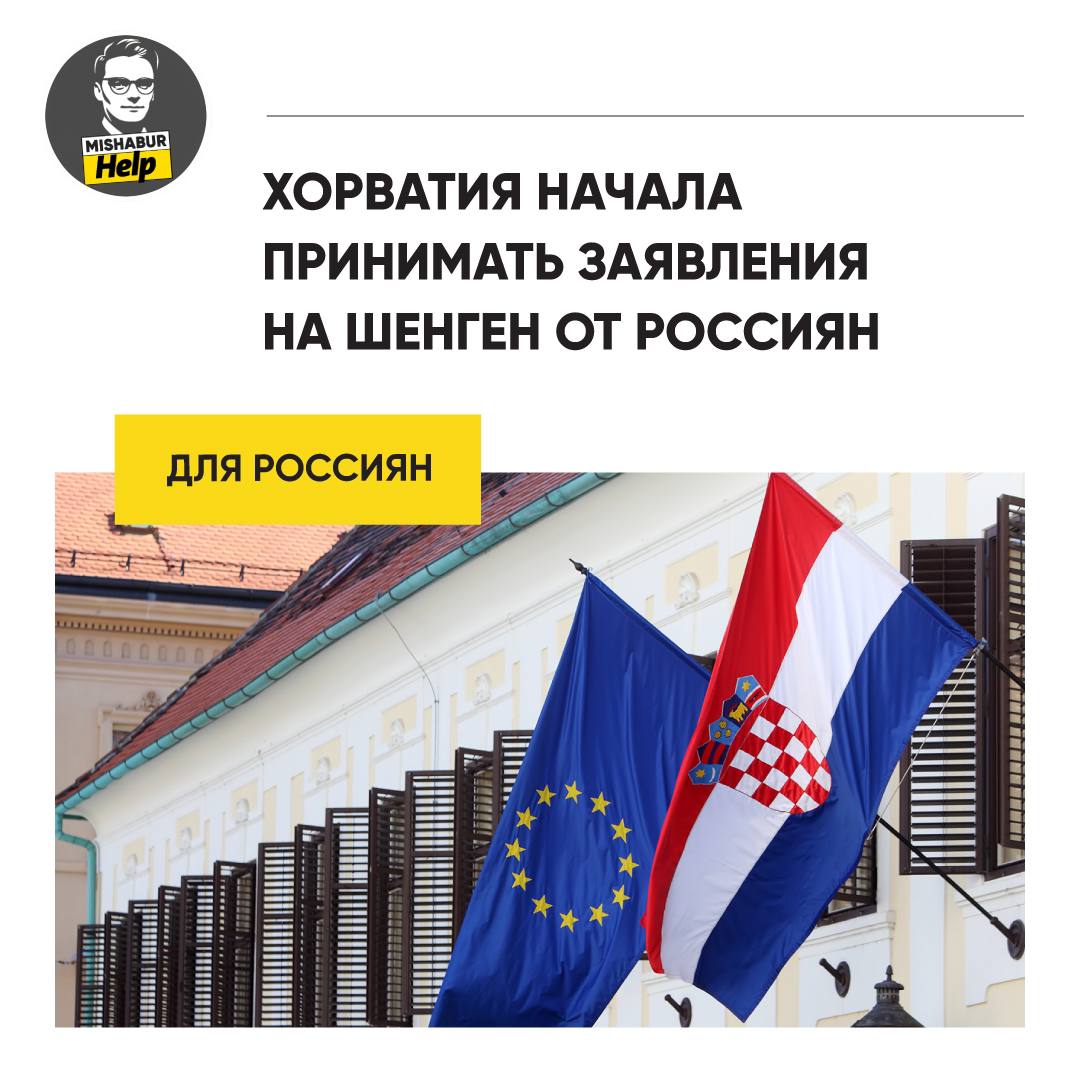 MISHABUR
Help
ХОРВАТИЯ НАЧАЛА
ПРИНИМАТЬ ЗАЯВЛЕНИЯ
НА ШЕНГЕН ОТ РОССИЯН
ДЛЯ РОССИЯН